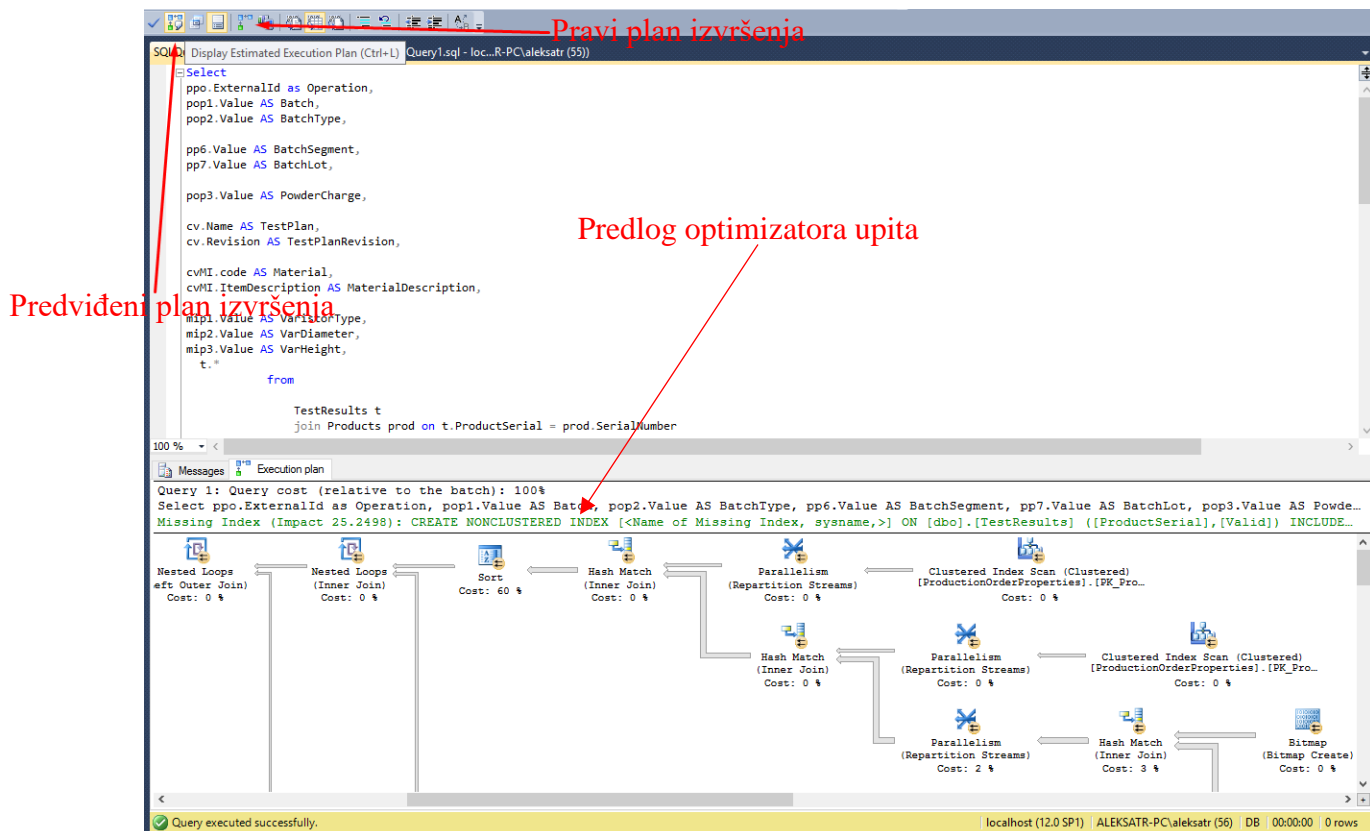 Pravi plan izvršenja
SQLQu
Display Estimated Execution Plan (Ctrl+L)
Query1.sql - loc...R-PC\aleksatr (55))
Select
ppo.ExternalId as Operation,
pop1.Value AS Batch,
pop2.Value AS BatchType,
pp6.Value AS BatchSegment,
pp7.Value AS BatchLot,
pop3.Value AS PowderCharge,
cv.Name AS TestPlan,
cv.Revision AS TestPlanRevision,
Predlog optimizatora upita
cvMI.code AS Material,
cvMI.ItemDescription AS MaterialDescription,
Predviđeni plan izvršenja
mip1.Value AS VaristorType,
mip2.Value AS VarDiameter,
mip3.Value AS VarHeight,
t.*
from
TestResults t
join Products prod on t.ProductSerial = prod.SerialNumber
100 %
Messages Execution plan
Query 1: Query cost (relative to the batch): 100%
Select ppo.ExternalId as Operation, pop1.Value AS Batch, pop2.Value AS BatchType, pp6.Value AS BatchSegment, pp7.Value AS BatchLot, pop3.Value AS Powde…
Missing Index (Impact 25.2498): CREATE NONCLUSTERED INDEX [<Name of Missing Index, sysname,>] ON [dbo].[TestResults] ([ProductSerial],[Valid]) INCLUDE…
Nested Loops
eft Outer Join)
Cost: 0 %
Nested Loops
(Inner Join)
Cost: 0 %
Sort
Cost: 60 %
Hash Match
(Inner Join)
Cost: 0 %
Parallelism
(Repartition Streams)
Cost: 0 %
Clustered Index Scan (Clustered)
[ProductionOrderProperties].[PK_Pro…
Cost: 0 %
Hash Match
(Inner Join)
Cost: 0 %
Parallelism
(Repartition Streams)
Cost: 0 %
Clustered Index Scan (Clustered)
[ProductionOrderProperties].[PK_Pro…
Cost: 0 %
Parallelism
(Repartition Streams)
Cost: 2 %
Hash Match
(Inner Join)
Cost: 3 %
Bitmap
(Bitmap Create)
Cost: 0 %
Query executed successfully.
localhost (12.0 SP1) ALEKSATR-PC\aleksatr (56) DB 00:00:00 0 rows